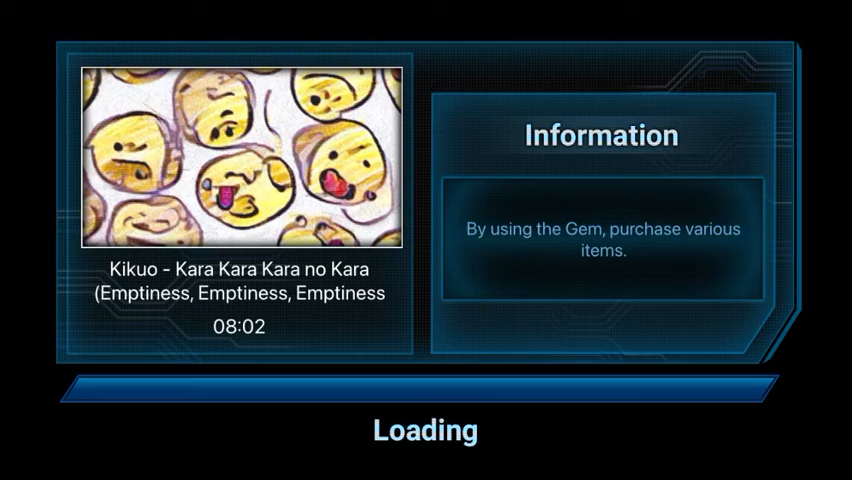 Information
By using the Gem, purchase various
items.
Kikuo - Kara Kara Kara no Kara
(Emptiness, Emptiness, Emptiness
08:02
Loading